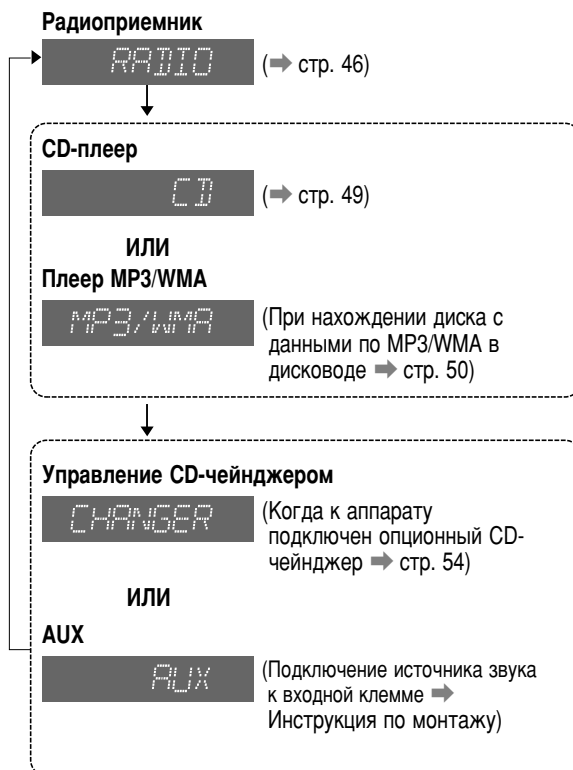 Радиоприемник
RADIO (➡ стр. 46)
CD-плеер
CD (➡ стр. 49)
ИЛИ
Плеер MP3/WMA
MP3/WMA (При нахождении диска с
данными по MP3/WMA в
дисководе ➡ стр. 50)
Управление CD-чейнджером
CHANGER (Когда к аппарату
подключен опционный CD-
чейнджер ➡ стр. 54)
ИЛИ
AUX
AUX (Подключение источника звука
к входной клемме ➡
Инструкция по монтажу)